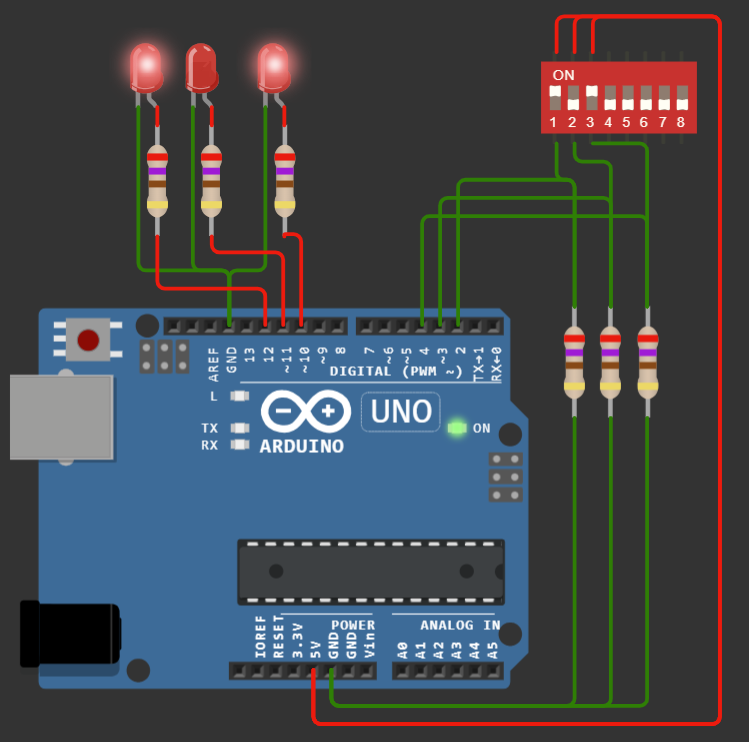 ON
1 2 3 4 5 6 7 8
AREF
GND
13
12
~11
~10
~9
8
7
~6
~5
4
~3
2
TX→1
RX←0
DIGITAL (PWM ~)
L
TX
RX
UNO
ON
ARDUINO
POWER
ANALOG IN
IOREF
RESET
3.3V
5V
GND
GND
Vin
A0
A1
A2
A3
A4
A5